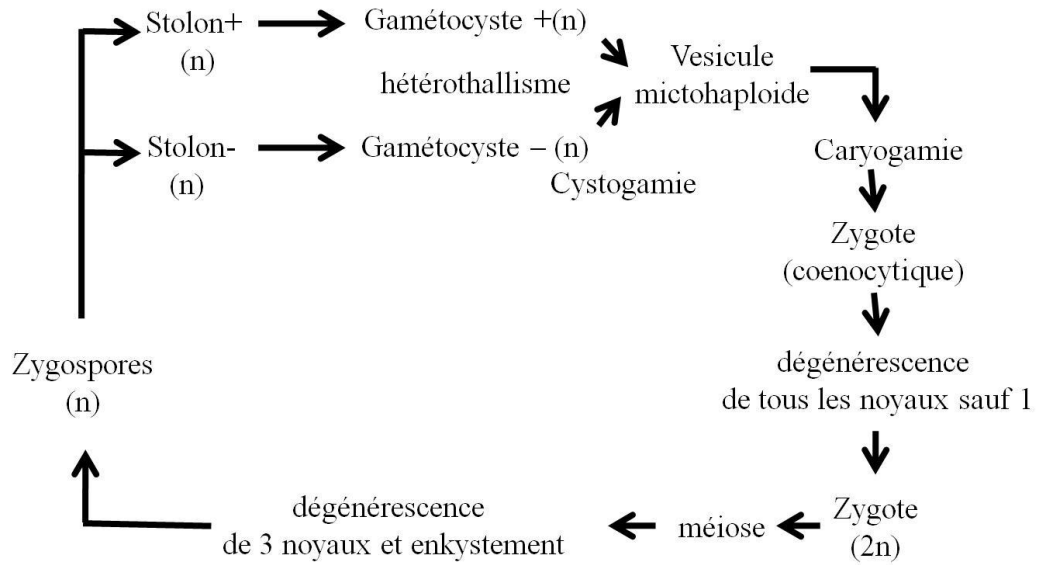 Stolon+
(n)
Gamétocyste +(n)
hétérothallisme
Vesicule
mictohaploide
Stolon-
(n)
Gamétocyste – (n)
Cystogamie
Caryogamie
Zygote
(coenocytique)
dégénérescence
de tous les noyaux sauf 1
Zygote
(2n)
méiose
dégénérescence
de 3 noyaux et enkystement
Zygospores
(n)